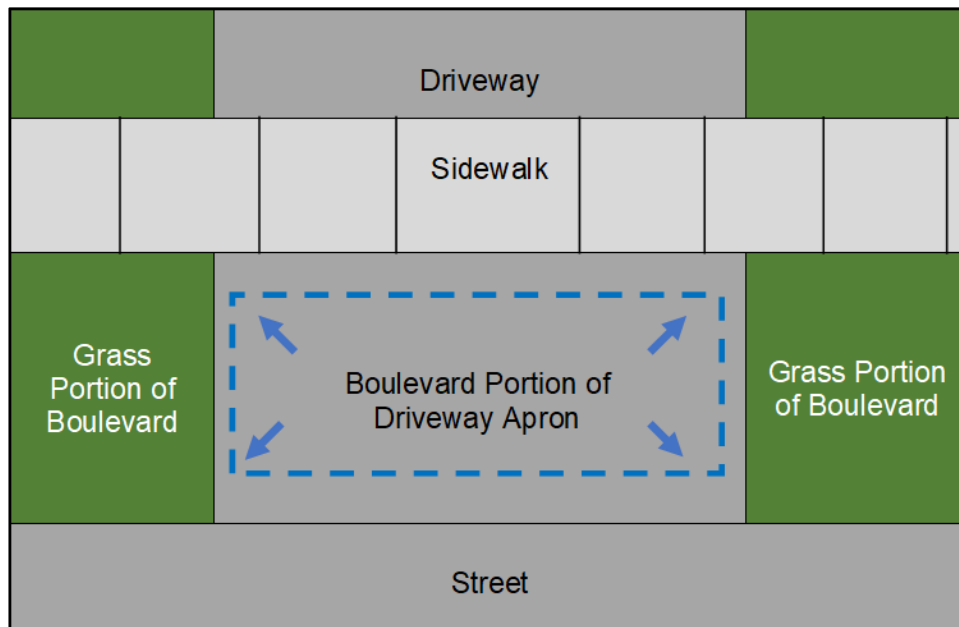 Driveway
Sidewalk
Grass
Portion of
Boulevard
Boulevard Portion of
Driveway Apron
Grass Portion
of Boulevard
Street